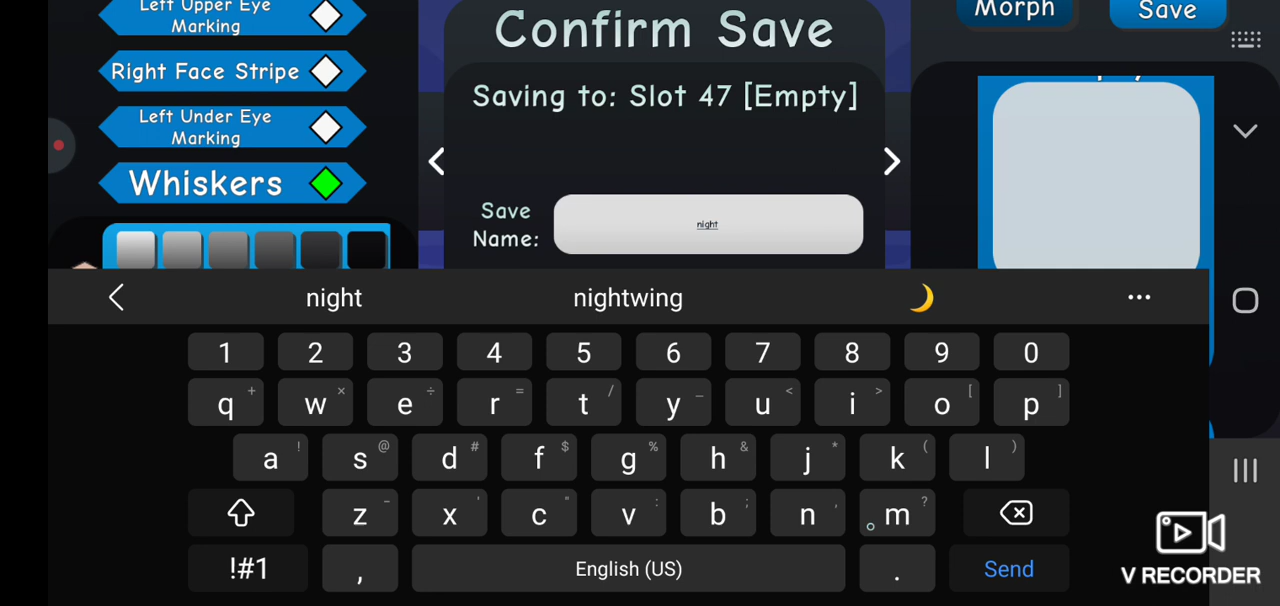 Left Upper Eye
Marking
Right Face Stripe
Left Under Eye
Marking
Whiskers
Confirm Save
Saving to: Slot 47 [Empty]
Save
Name:
night
Morph
Save
night
nightwing
1 2 3 4 5 6 7 8 9 0
q + w × e ÷ r = t / y _ u < i > o [ p ]
a ! s @ d # f $ g % h & j * k ( l )
z - x ' c " v : b ; n , m ?
!#1 , English (US) . Send
V RECORDER